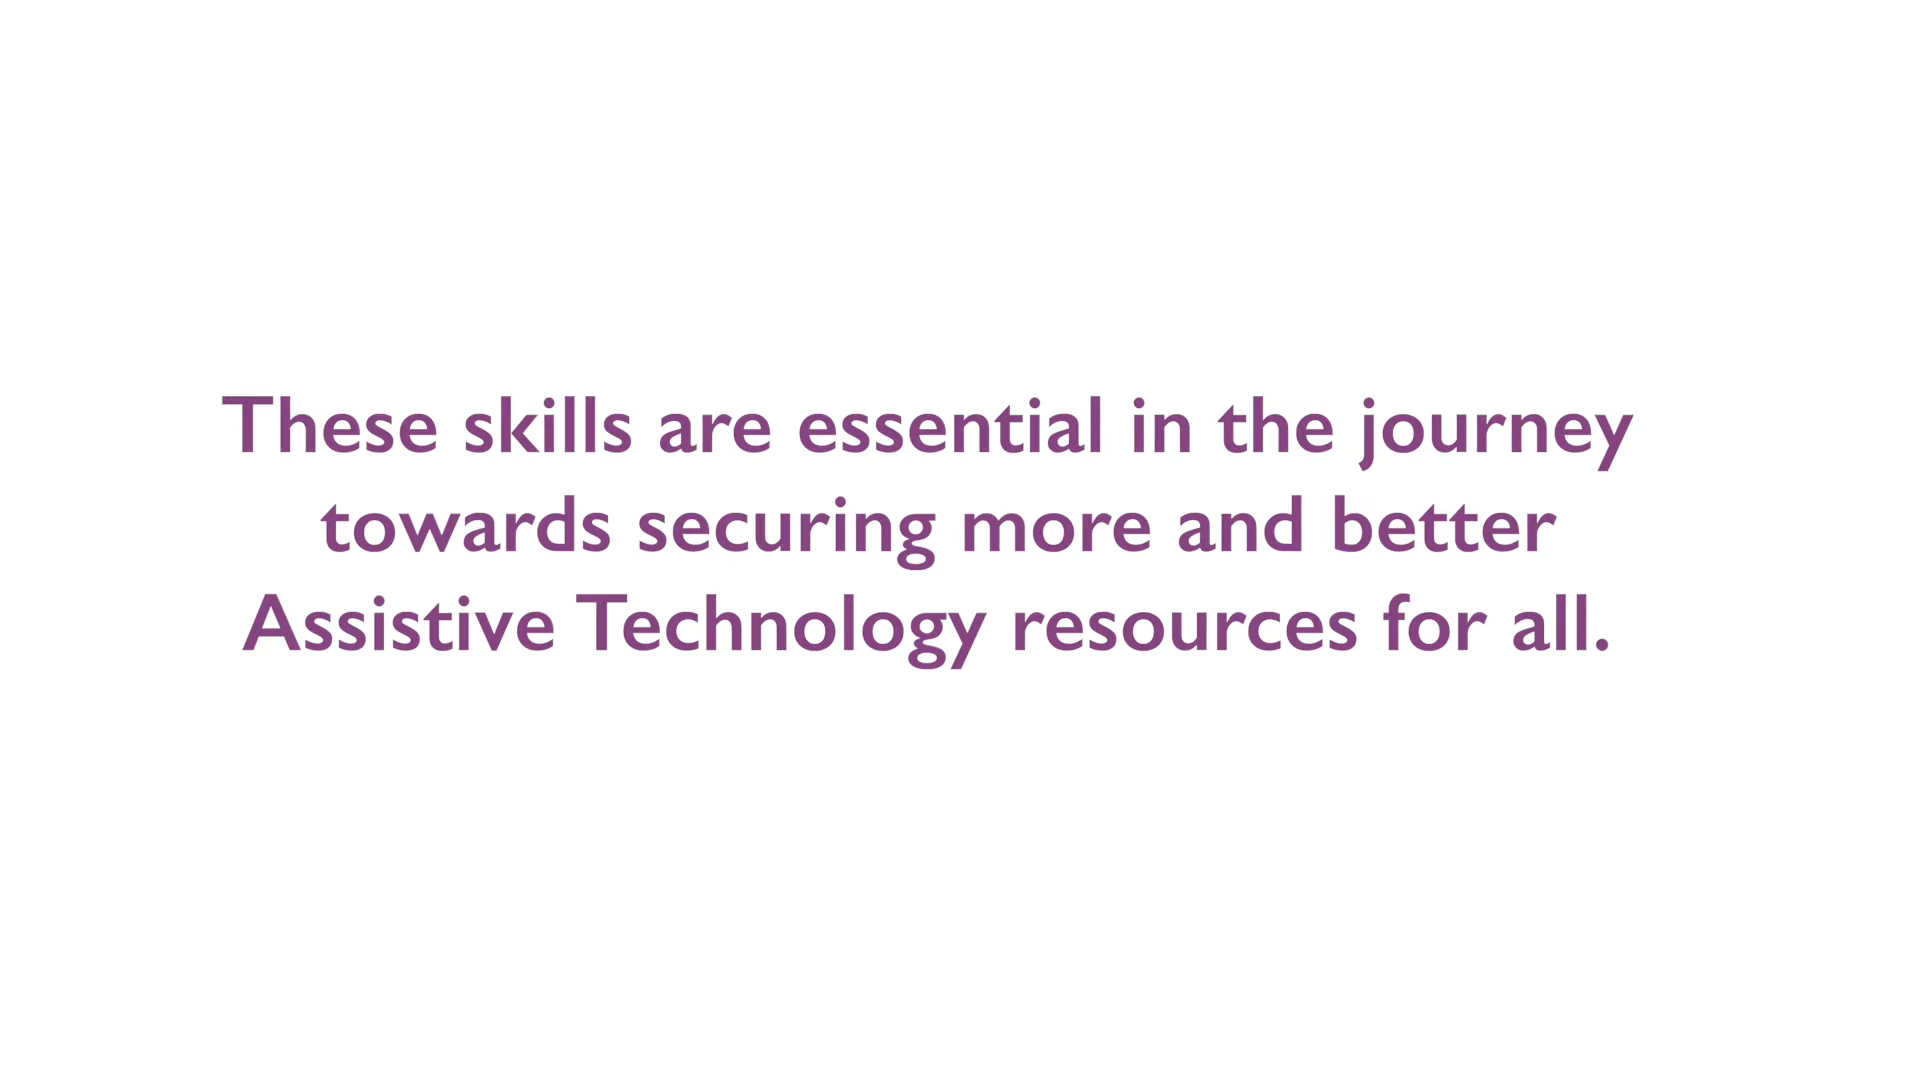 These skills are essential in the journey
towards securing more and better
Assistive Technology resources for all.